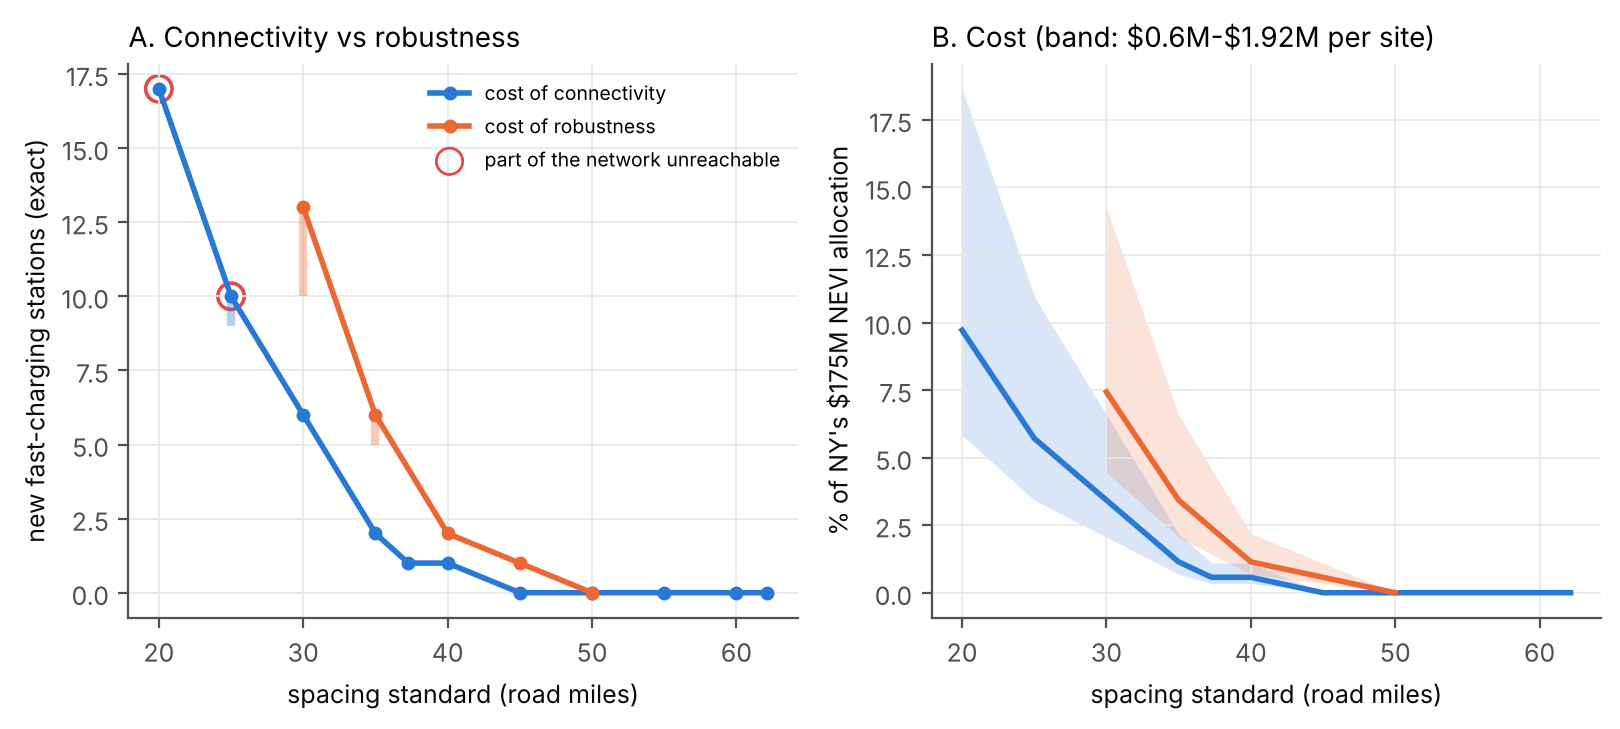 A. Connectivity vs robustness
17.5
15.0
12.5
10.0
7.5
5.0
2.5
0.0
new fast-charging stations (exact)
cost of connectivity
cost of robustness
part of the network unreachable
20 30 40 50 60
spacing standard (road miles)
B. Cost (band: $0.6M-$1.92M per site)
17.5
15.0
12.5
10.0
7.5
5.0
2.5
0.0
% of NY's $175M NEVI allocation
20 30 40 50 60
spacing standard (road miles)